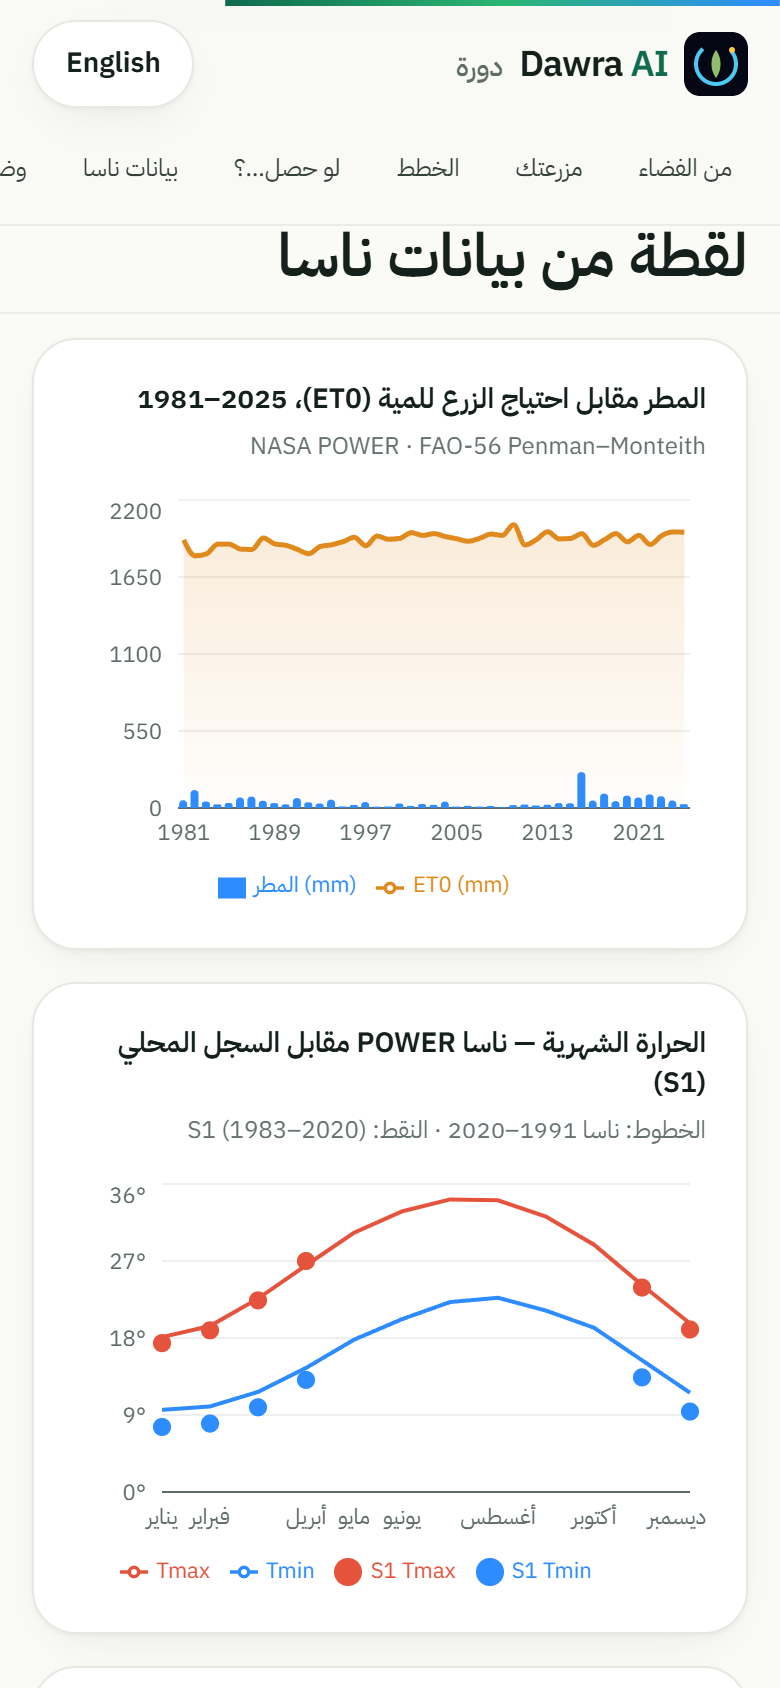 Dawra AI دورة
English
من الفضاء
مزرعتك
الخطط
لو حصل...؟
بيانات ناسا
لقطة من بيانات ناسا
المطر مقابل احتياج الزرع للمية (ET0)، 1981–2025
NASA POWER · FAO-56 Penman–Monteith
2200
1650
1100
550
0
1981 1989 1997 2005 2013 2021
المطر (mm) ET0 (mm)
الحرارة الشهرية — ناسا POWER مقابل السجل المحلي
(S1)
الخطوط: ناسا 1991–2020 · النقط: S1 (1983–2020)
36°
27°
18°
9°
0°
يناير فبراير أبريل مايو يونيو أغسطس أكتوبر ديسمبر
Tmax Tmin S1 Tmax S1 Tmin